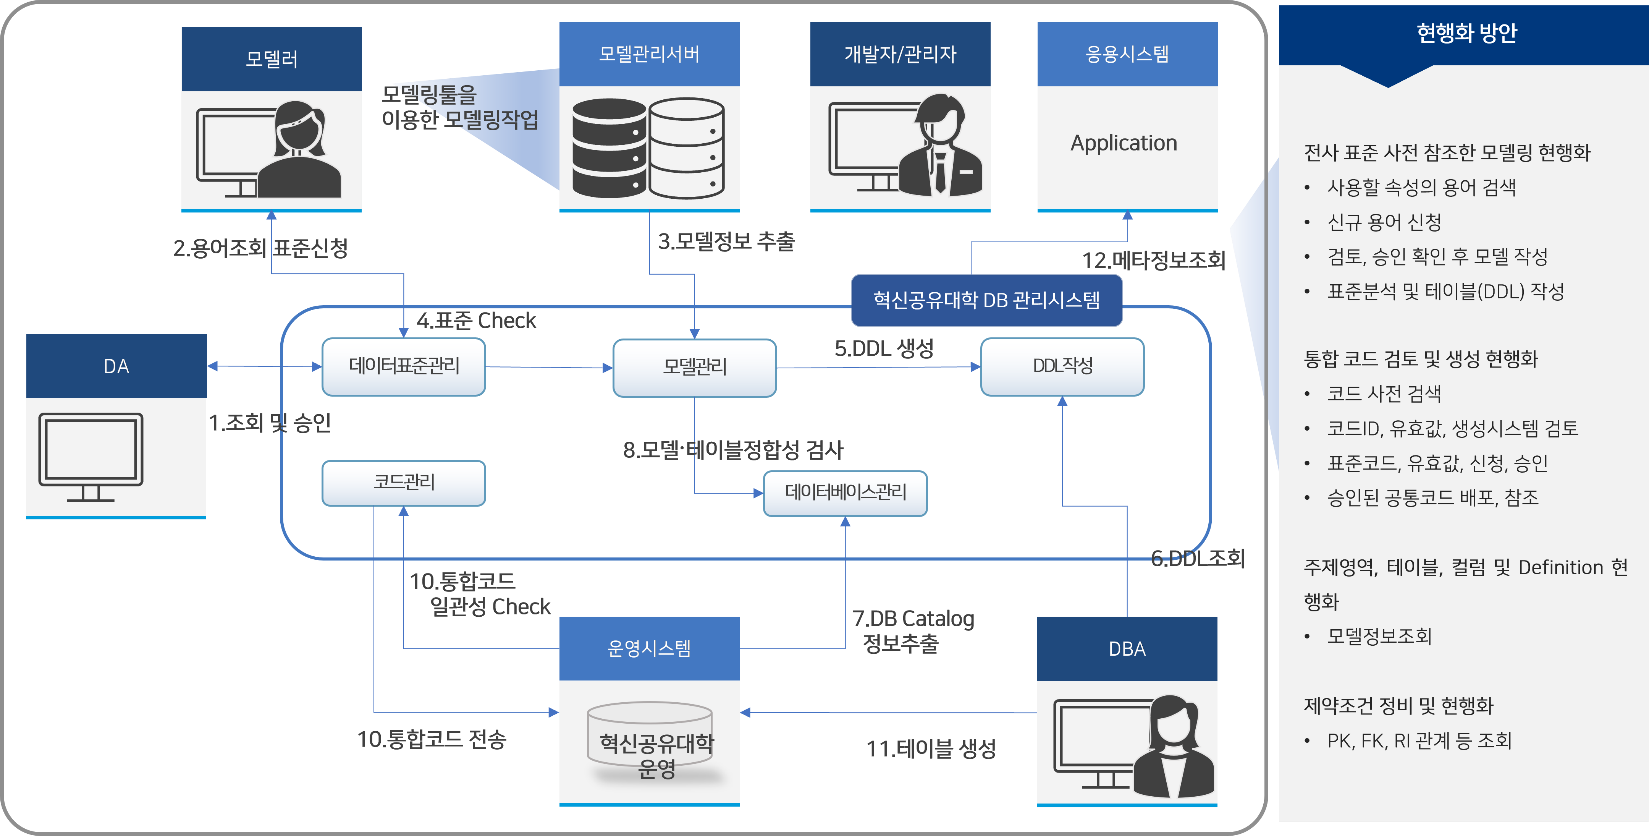 모델러
모델링툴을
이용한 모델링작업
모델관리서버
개발자/관리자
응용시스템
Application
2.용어조회 표준신청
3.모델정보 추출
12.메타정보조회
혁신공유대학 DB 관리시스템
4.표준 Check
DA
데이터표준관리
모델관리
5.DDL 생성
DDL작성
1.조회 및 승인
8.모델·테이블정합성 검사
코드관리
데이터베이스관리
6.DDL조회
10.통합코드
일관성 Check
7.DB Catalog
정보추출
운영시스템
DBA
혁신공유대학
운영
10.통합코드 전송
11.테이블 생성
현행화 방안
전사 표준 사전 참조한 모델링 현행화
• 사용할 속성의 용어 검색
• 신규 용어 신청
• 검토, 승인 확인 후 모델 작성
• 표준분석 및 테이블(DDL) 작성
통합 코드 검토 및 생성 현행화
• 코드 사전 검색
• 코드ID, 유효값, 생성시스템 검토
• 표준코드, 유효값, 신청, 승인
• 승인된 공통코드 배포, 참조
주제영역, 테이블, 컬럼 및 Definition 현
행화
• 모델정보조회
제약조건 정비 및 현행화
• PK, FK, RI 관계 등 조회